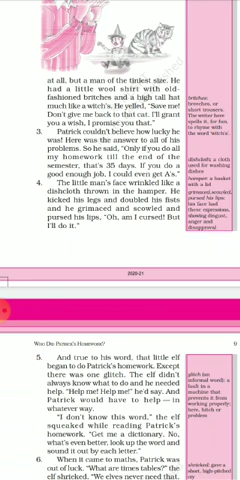 at all, but a man of the tiniest size. He
had a little wool shirt with old-
fashioned britches and a high tall hat
much like a witch's. He yelled, "Save me!
Don't give me back to that cat. I'll grant
you a wish, I promise you that."
3. Patrick couldn't believe how lucky he
was! Here was the answer to all of his
problems. So he said, "Only if you do all
my homework till the end of the
semester, that's 35 days. If you do a
good enough job, I could even get A's."
4. The little man's face wrinkled like a
dishcloth thrown in the hamper. He
kicked his legs and doubled his fists
and he grimaced and scowled and
pursed his lips, "Oh, am I cursed! But
I'll do it."
britches:
breeches, or
short trousers.
The writer here
spells it, for fun,
to rhyme with
the word 'witch'.
dishcloth: a cloth
used for washing
dishes
hamper a basket
with a lid
grimaced, scowled,
pursed his lips:
his face had
these expressions,
showing disgust,
anger and
disapproval
2020-21
WHO DID PATRICK'S HOMEWORK? 9
5. And true to his word, that little elf
began to do Patrick's homework. Except
there was one glitch. The elf didn't
always know what to do and he needed
help. "Help me! Help me!" he'd say. And
Patrick would have to help — in
whatever way.
"I don't know this word," the elf
squeaked while reading Patrick's
homework. "Get me a dictionary. No,
what's even better, look up the word and
sound it out by each letter."
6. When it came to maths, Patrick was
out of luck. "What are times tables?" the
elf shrieked. "We elves never need that.
glitch (an
informal word): a
fault in a
machine that
prevents it from
working properly;
here, hitch or
problem
shrieked: gave a
short, high-pitched
cry